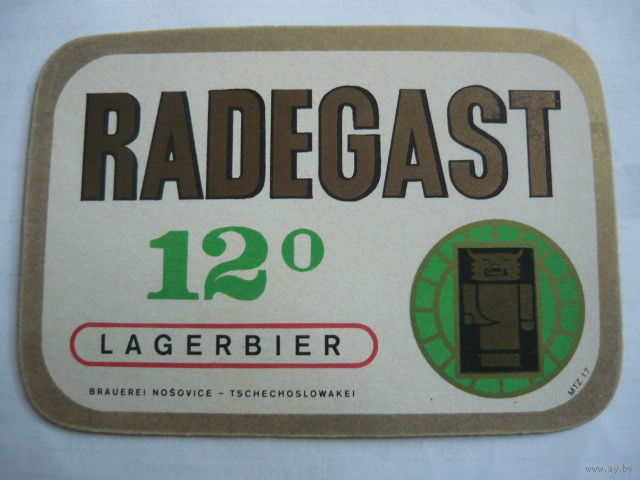 RADEGAST
12°
LAGERBIER
BRAUEREI NOŠOVICE - TSCHECHOSLOWAKEI
MTZ 17
www.ay.by